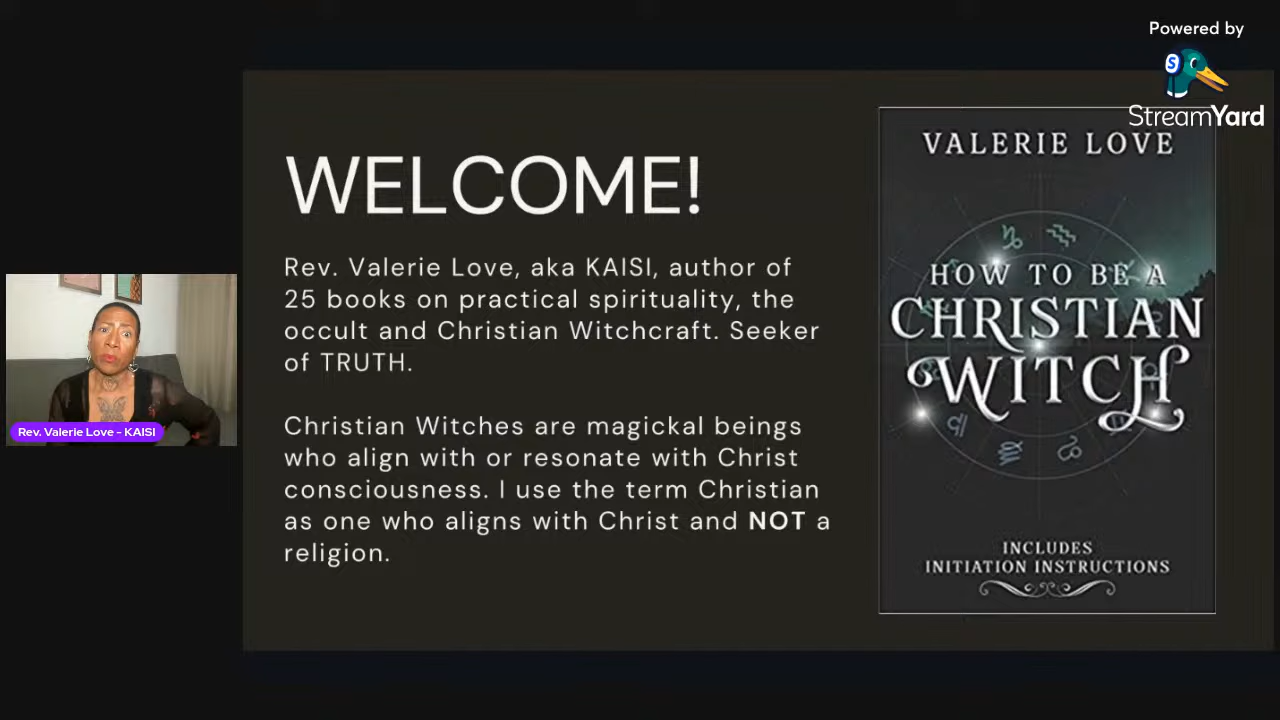 Powered by
StreamYard
WELCOME!
Rev. Valerie Love, aka KAISI, author of
25 books on practical spirituality, the
occult and Christian Witchcraft. Seeker
of TRUTH.
Christian Witches are magickal beings
who align with or resonate with Christ
consciousness. I use the term Christian
as one who aligns with Christ and NOT a
religion.
VALERIE LOVE
HOW TO BE A
CHRISTIAN
WITCH
INCLUDES
INITIATION INSTRUCTIONS
Rev. Valerie Love - KAISI